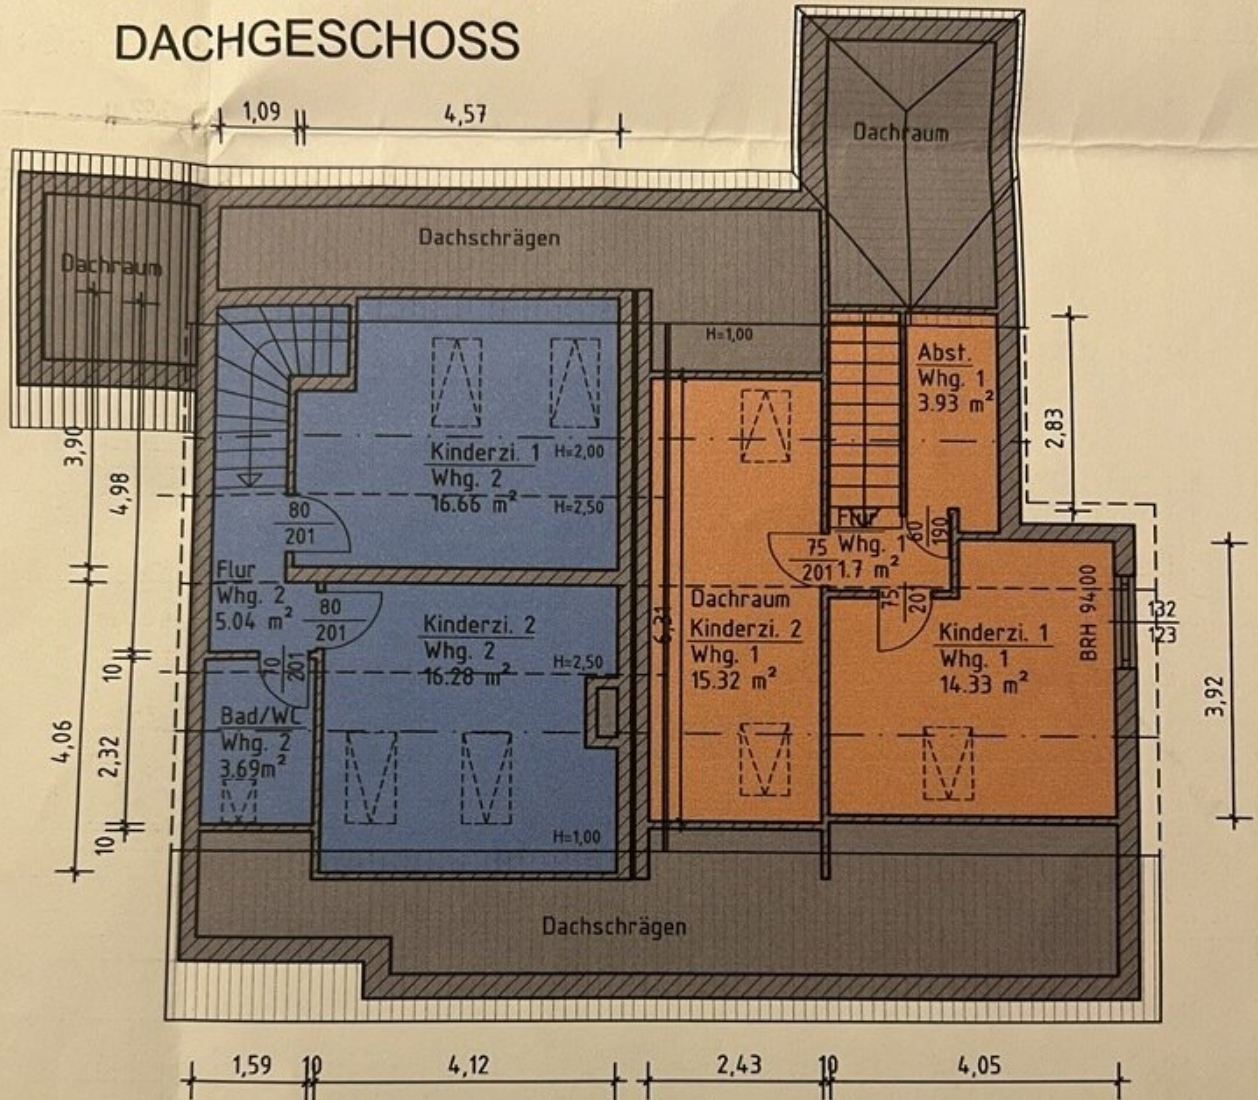 DACHGESCHOSS
1,09
4,57
Dachraum
Dachschrägen
Dachraum
H=1,00
Abst.
Whg. 1
3.93 m²
2,83
3,90
4,98
Kinderzi. 1
Whg. 2
16.66 m²
H=2,00
H=2,50
80
201
Flur
Whg. 1
1.7 m²
75
201
60
190
75
201
Flur
Whg. 2
5.04 m²
80
201
Kinderzi. 2
Whg. 2
16.28 m²
H=2,50
6,31
Dachraum
Kinderzi. 2
Whg. 1
15.32 m²
Kinderzi. 1
Whg. 1
14.33 m²
BRH 94
00
132
123
3,92
10
70
201
Bad/WC
Whg. 2
3.69m²
4,06
2,32
10
H=1,00
Dachschrägen
1,59
10
4,12
2,43
10
4,05